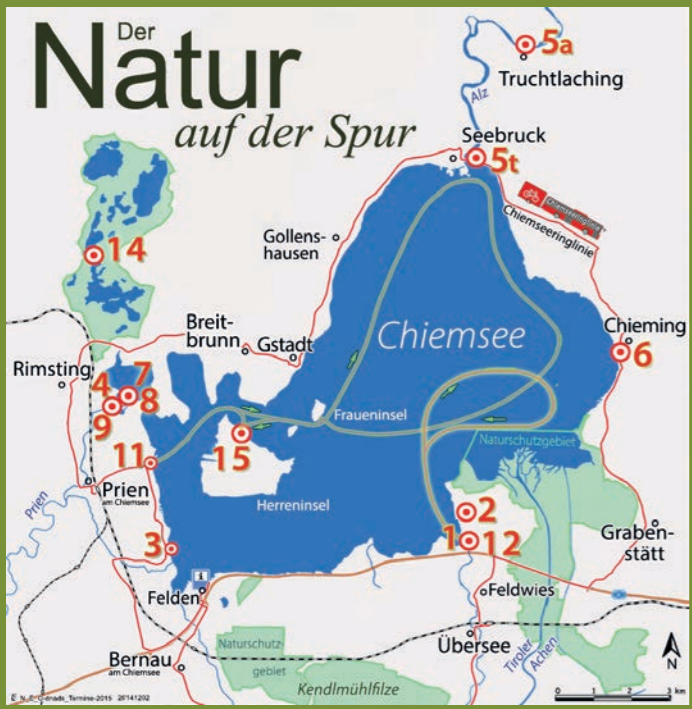 Der
Natur
auf der Spur
5a
Truchtlaching
Alz
Seebruck
5t
Chiemseeringlinie
Chiemseeringlinie
Gollens-
hausen
14
Breit-
brunn
Gstadt
Chiemsee
Chieming
6
Rimsting
4
7
8
9
Fraueninsel
15
Naturschutzgebiet
11
Prien
am Chiemsee
Prien
Herreninsel
2
1
12
Graben-
stätt
3
i
Felden
Feldwies
Übersee
Tiroler
Achen
Bernau
am Chiemsee
Naturschutz-
gebiet
Kendlmühlfilze
N
0
1
2
3 km